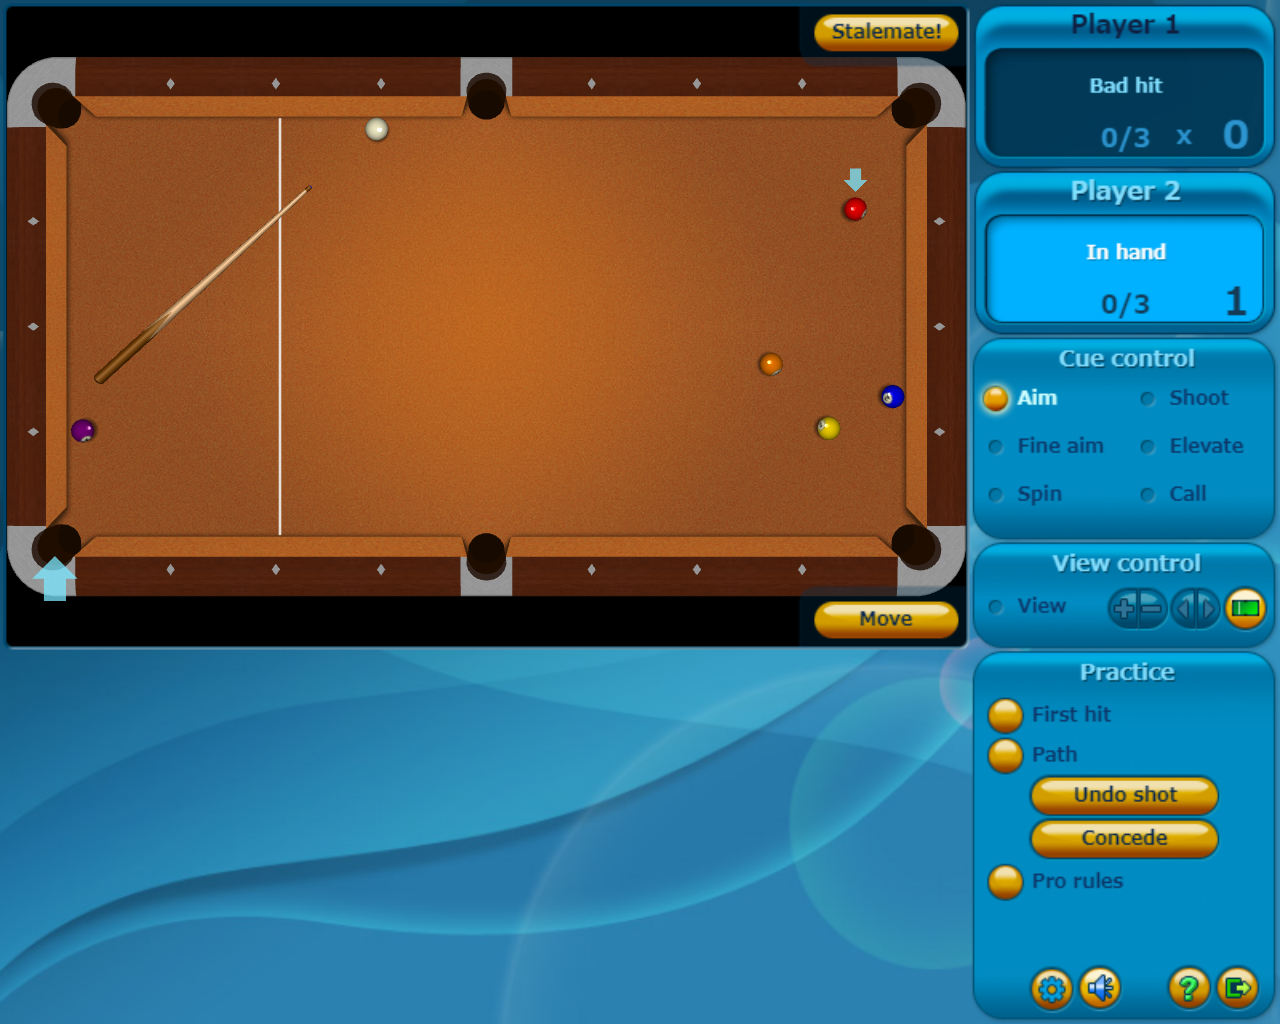 Stalemate!
Move
Player 1
Bad hit
0/3 x 0
Player 2
In hand
0/3 1
Cue control
Aim Shoot
Fine aim Elevate
Spin Call
View control
View
Practice
First hit
Path
Undo shot
Concede
Pro rules
?